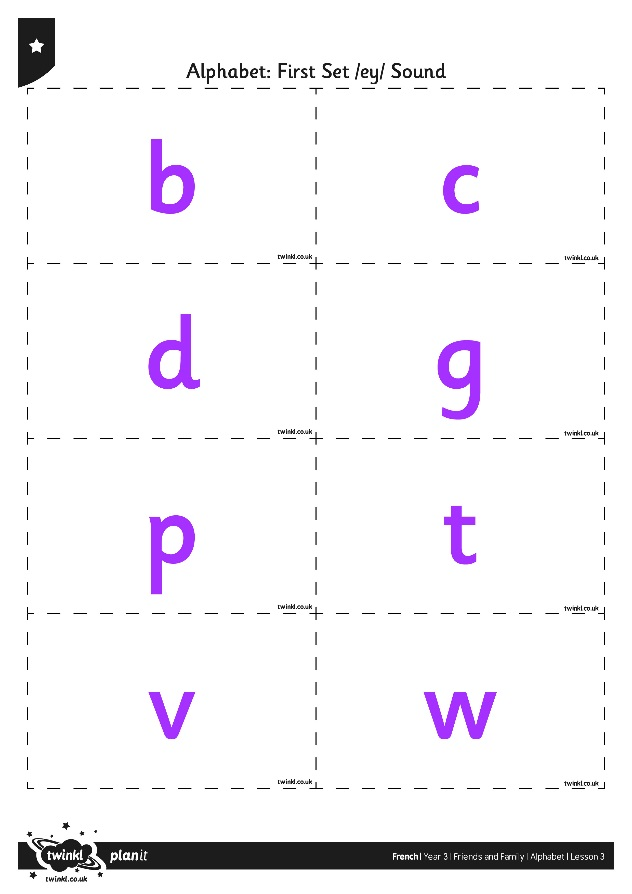 Alphabet: First Set /ey/ Sound
b
c
twinkl.co.uk
twinkl.co.uk
d
g
twinkl.co.uk
twinkl.co.uk
p
t
twinkl.co.uk
twinkl.co.uk
v
w
twinkl.co.uk
twinkl.co.uk
twinkl planit
twinkl.co.uk
French | Year 3 | Friends and Family | Alphabet | Lesson 3